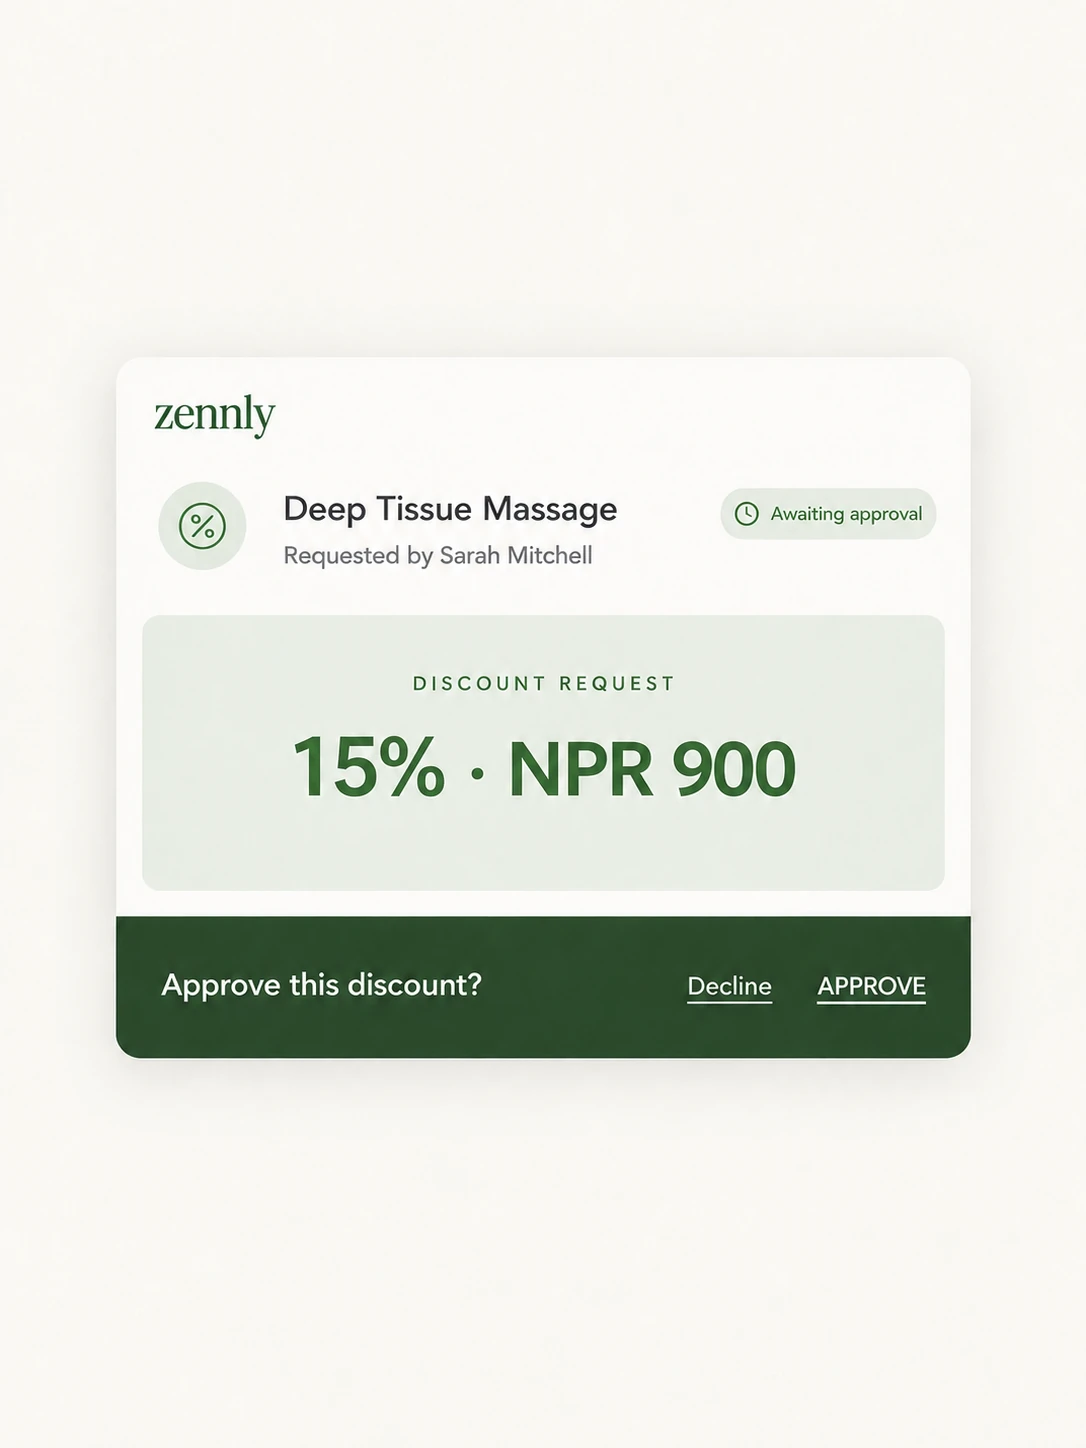 zennly
Deep Tissue Massage
Awaiting approval
Requested by Sarah Mitchell
DISCOUNT REQUEST
15% · NPR 900
Approve this discount?
Decline
APPROVE